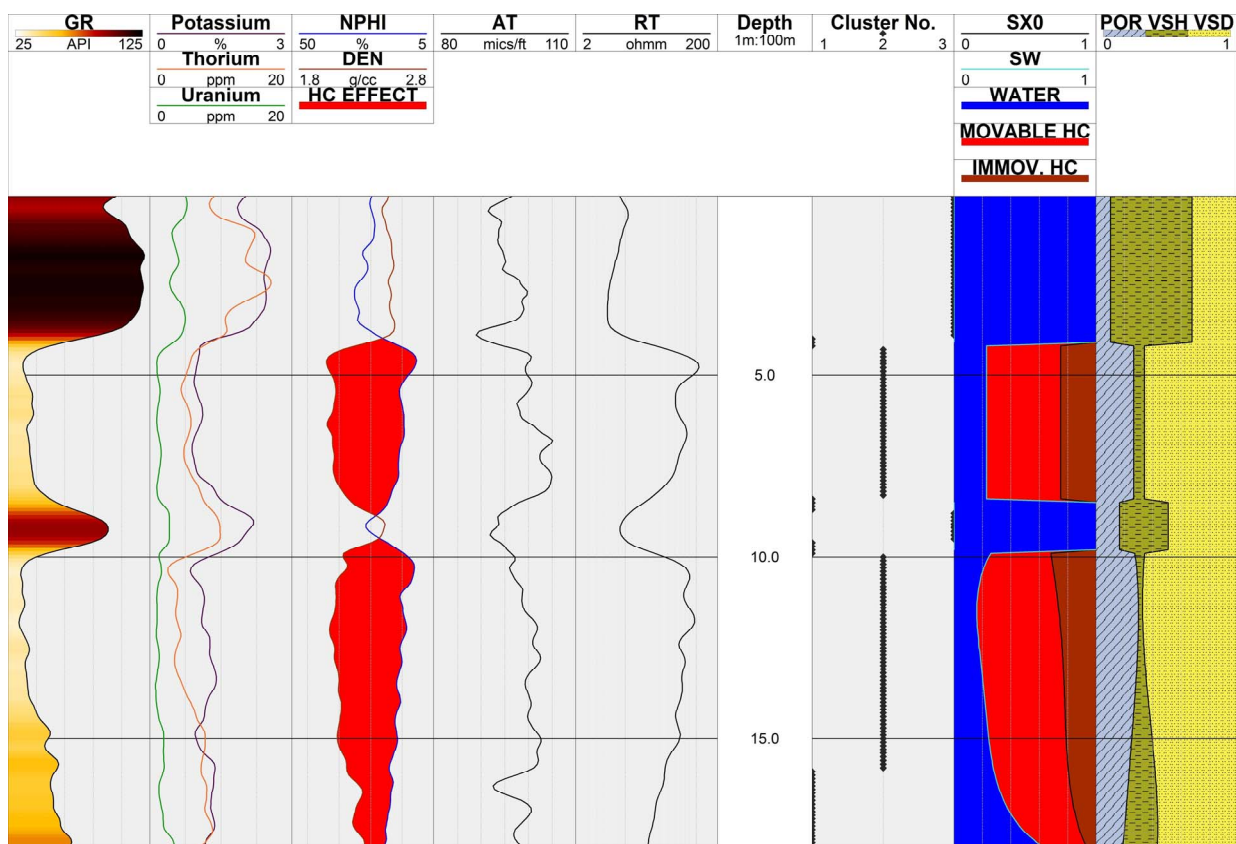 GR
25 API 125
Potassium
0 % 3
Thorium
0 ppm 20
Uranium
0 ppm 20
NPHI
50 % 5
DEN
1.8 g/cc 2.8
HC EFFECT
AT
80 mics/ft 110
RT
2 ohmm 200
Depth
1m:100m
Cluster No.
1 2 3
SX0
0 1
SW
0 1
WATER
MOVABLE HC
IMMOV. HC
POR VSH VSD
0 1
5.0
10.0
15.0